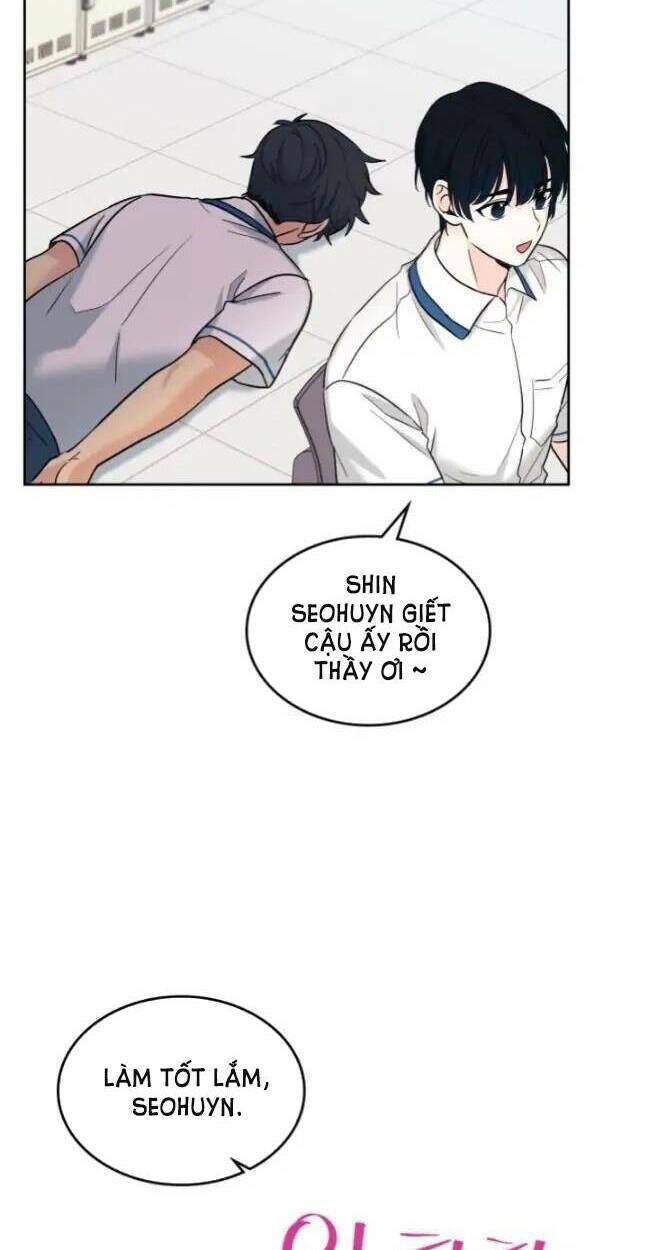 SHIN
SEOHUYN GIẾT
CẬU ẤY RỒI
THẦY ƠI ~
LÀM TỐT LẮM,
SEOHUYN.